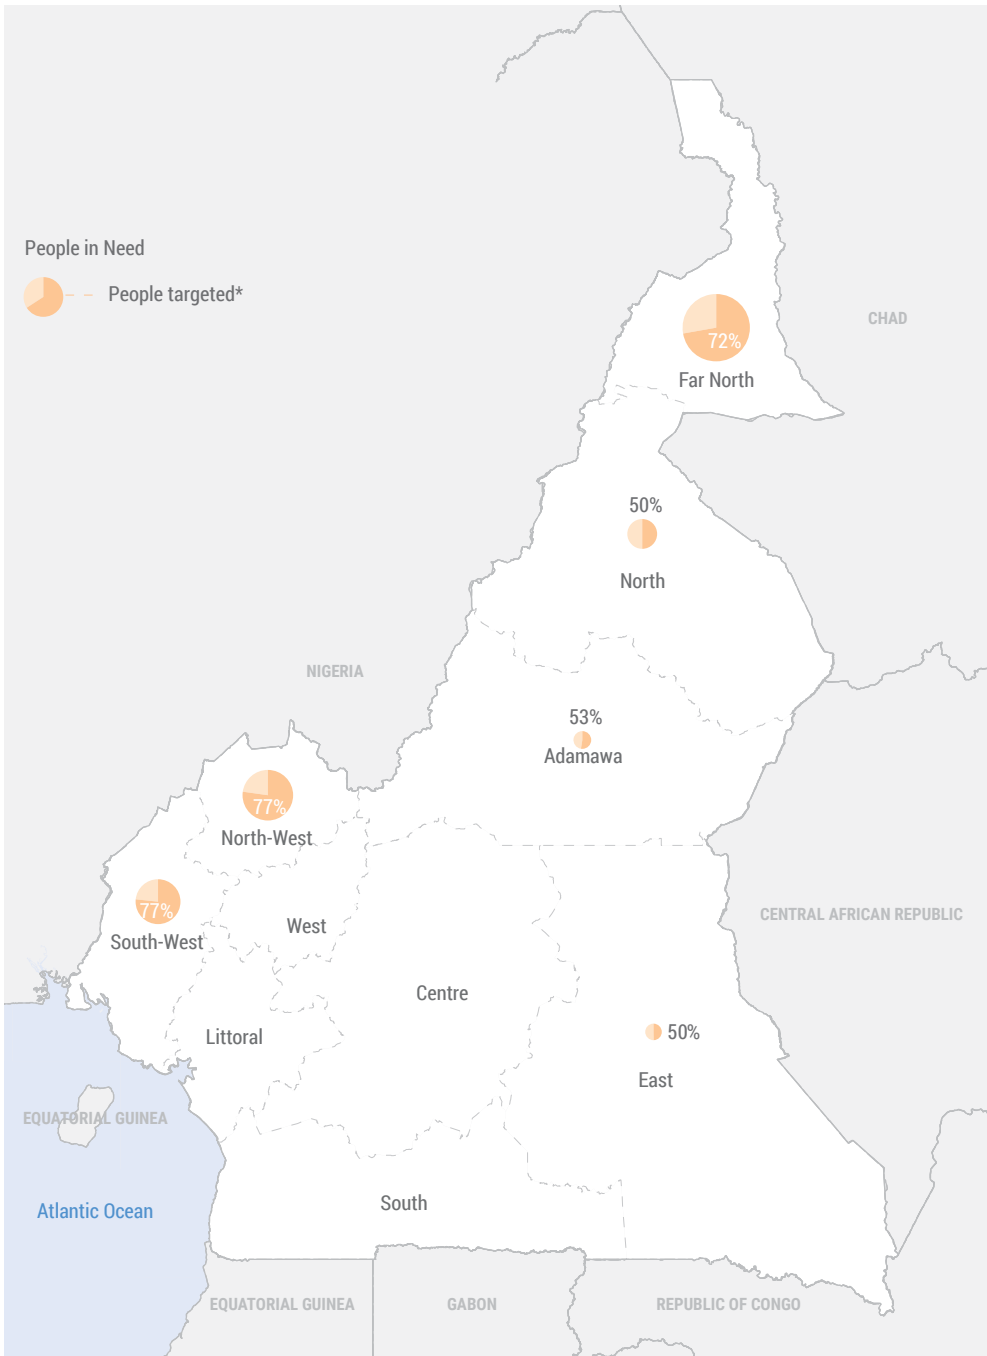 People in Need
People targeted*
CHAD
72%
Far North
50%
North
NIGERIA
53%
Adamawa
77%
North-West
77%
South-West
West
CENTRAL AFRICAN REPUBLIC
Centre
Littoral
50%
East
EQUATORIAL GUINEA
Atlantic Ocean
South
EQUATORIAL GUINEA
GABON
REPUBLIC OF CONGO